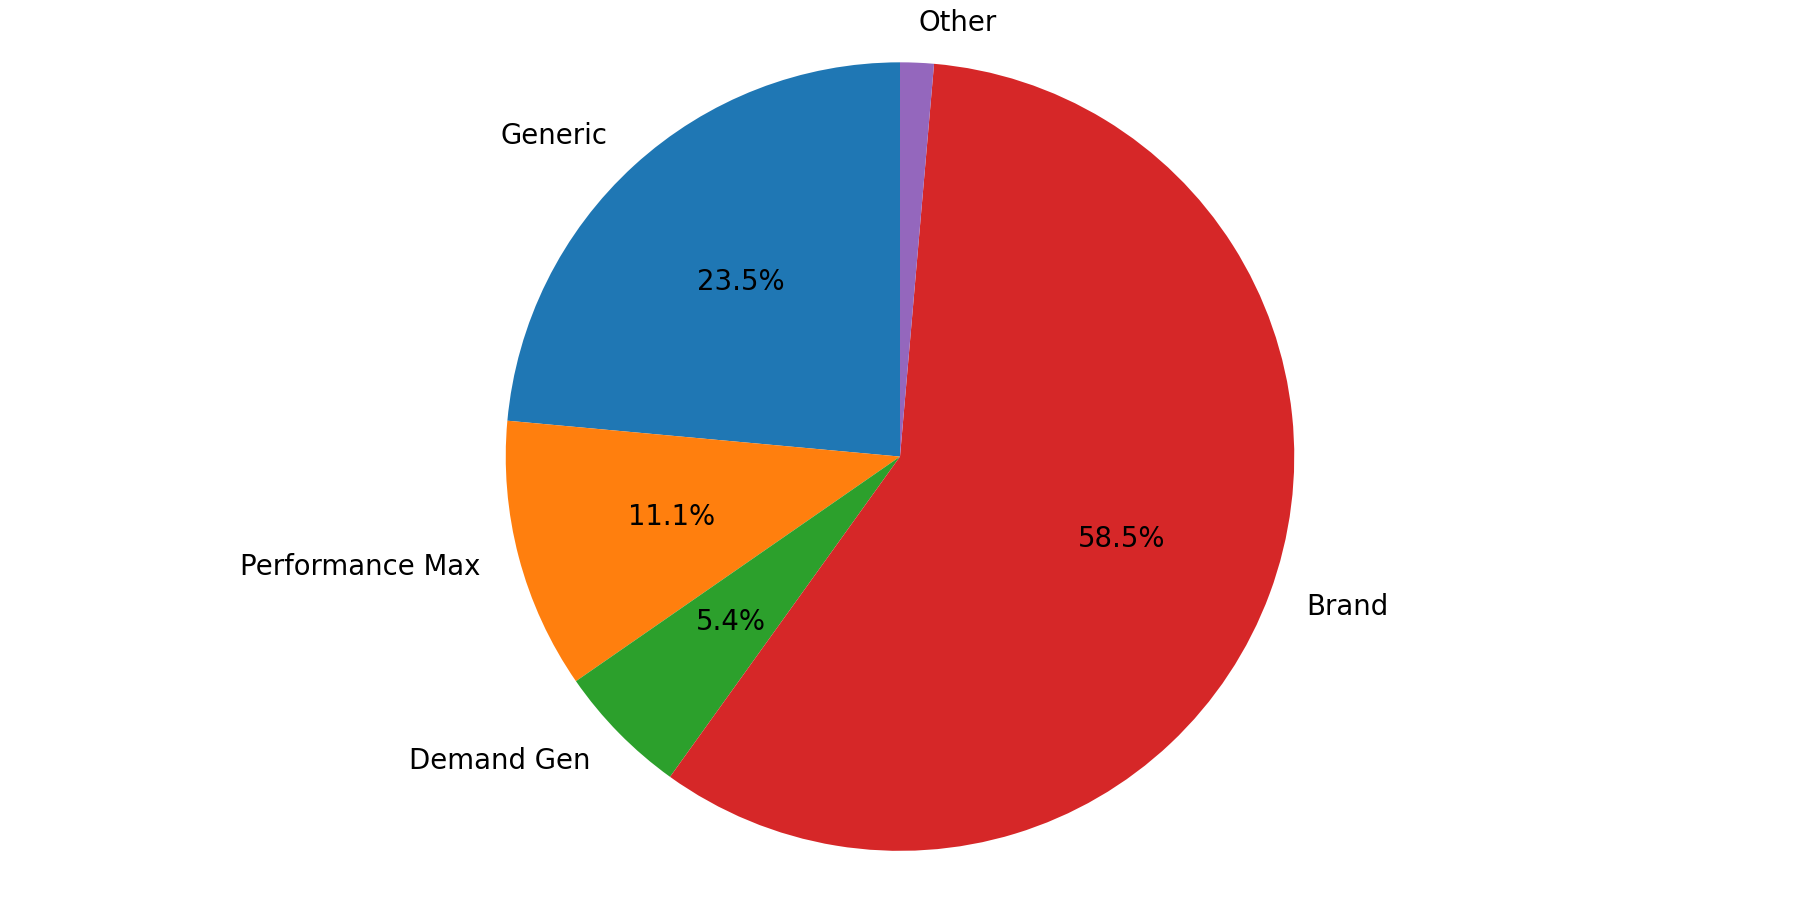 Other
Generic
23.5%
11.1%
58.5%
Performance Max
Brand
5.4%
Demand Gen